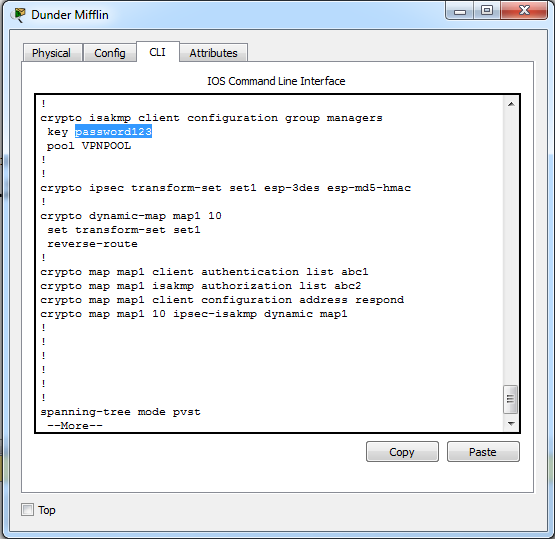 Dunder Mifflin
Physical Config CLI Attributes
IOS Command Line Interface
!
crypto isakmp client configuration group managers
 key password123
 pool VPNPOOL
!
!
crypto ipsec transform-set set1 esp-3des esp-md5-hmac
!
crypto dynamic-map map1 10
 set transform-set set1
 reverse-route
!
crypto map map1 client authentication list abc1
crypto map map1 isakmp authorization list abc2
crypto map map1 client configuration address respond
crypto map map1 10 ipsec-isakmp dynamic map1
!
!
!
!
!
!
spanning-tree mode pvst
 --More--
Copy Paste
Top